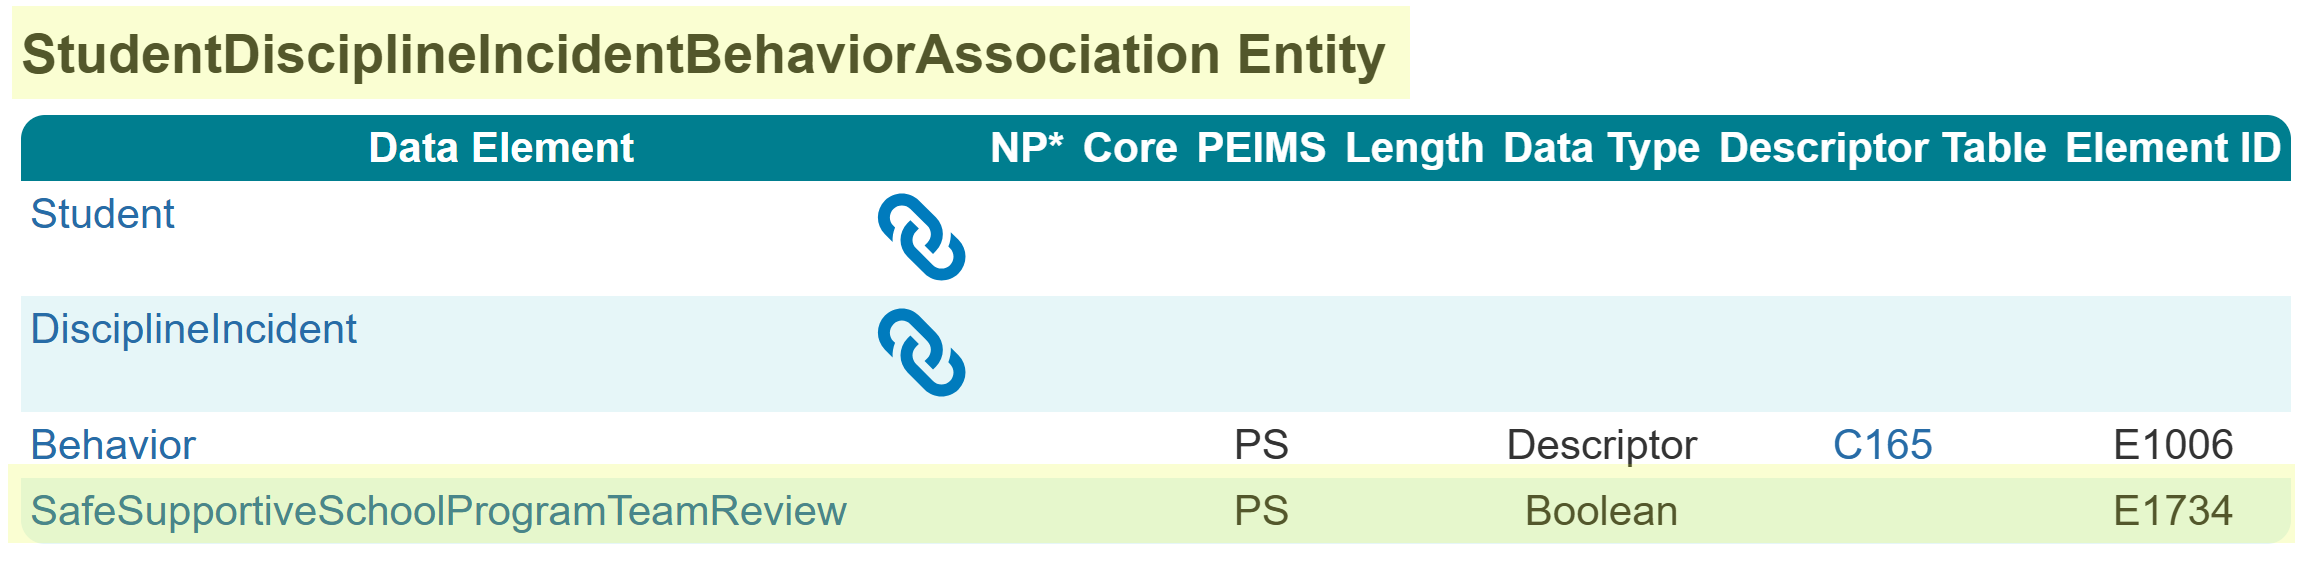 StudentDisciplineIncidentBehaviorAssociation Entity
Data Element NP* Core PEIMS Length Data Type Descriptor Table Element ID
Student
DisciplineIncident
Behavior PS Descriptor C165 E1006
SafeSupportiveSchoolProgramTeamReview PS Boolean E1734